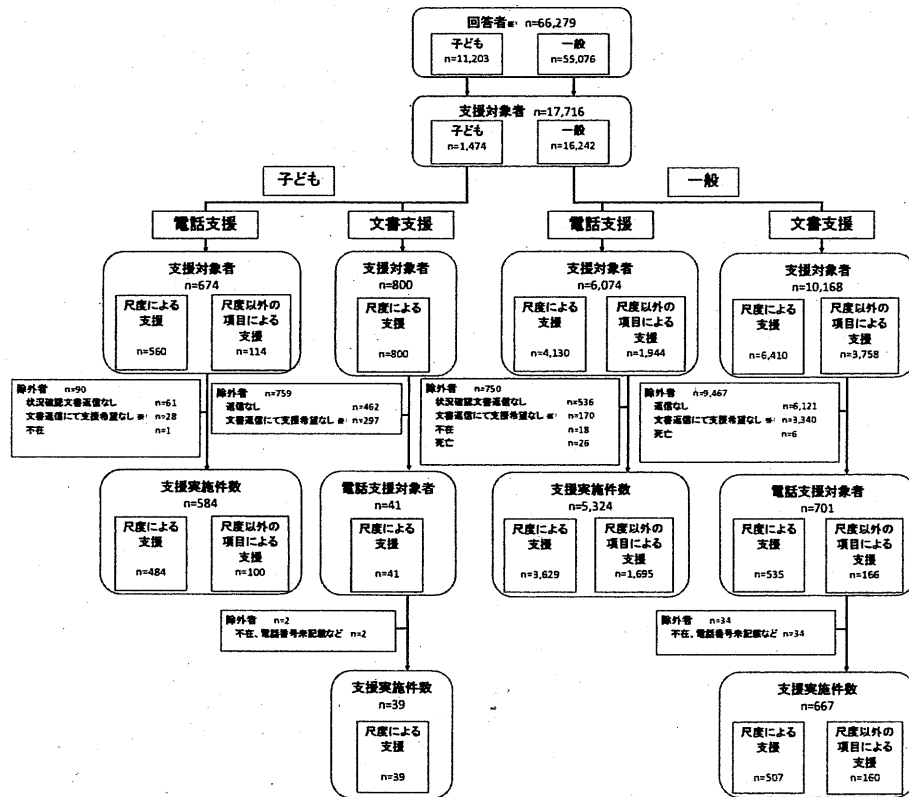 回答者※ n=66,279
子ども
n=11,203
一般
n=55,076
支援対象者 n=17,716
子ども
n=1,474
一般
n=16,242
子ども
一般
電話支援
文書支援
電話支援
文書支援
支援対象者
n=674
尺度による
支援
n=560
尺度以外の
項目による
支援
n=114
支援対象者
n=800
尺度による
支援
n=800
支援対象者
n=6,074
尺度による
支援
n=4,130
尺度以外の
項目による
支援
n=1,944
支援対象者
n=10,168
尺度による
支援
n=6,410
尺度以外の
項目による
支援
n=3,758
除外者 n=90
状況確認文書返信なし n=61
文書返信にて支援希望なし n=28
不在 n=1
除外者 n=759
返信なし n=462
文書返信にて支援希望なし n=297
除外者 n=750
状況確認文書返信なし n=536
文書返信にて支援希望なし n=170
不在 n=18
死亡 n=26
除外者 n=9,467
返信なし n=6,121
文書返信にて支援希望なし n=3,340
死亡 n=6
支援実施件数
n=584
尺度による
支援
n=484
尺度以外の
項目による
支援
n=100
電話支援対象者
n=41
尺度による
支援
n=41
支援実施件数
n=5,324
尺度による
支援
n=3,629
尺度以外の
項目による
支援
n=1,695
電話支援対象者
n=701
尺度による
支援
n=535
尺度以外の
項目による
支援
n=166
除外者 n=2
不在、電話番号未記載など n=2
除外者 n=34
不在、電話番号未記載など n=34
支援実施件数
n=39
尺度による
支援
n=39
支援実施件数
n=667
尺度による
支援
n=507
尺度以外の
項目による
支援
n=160